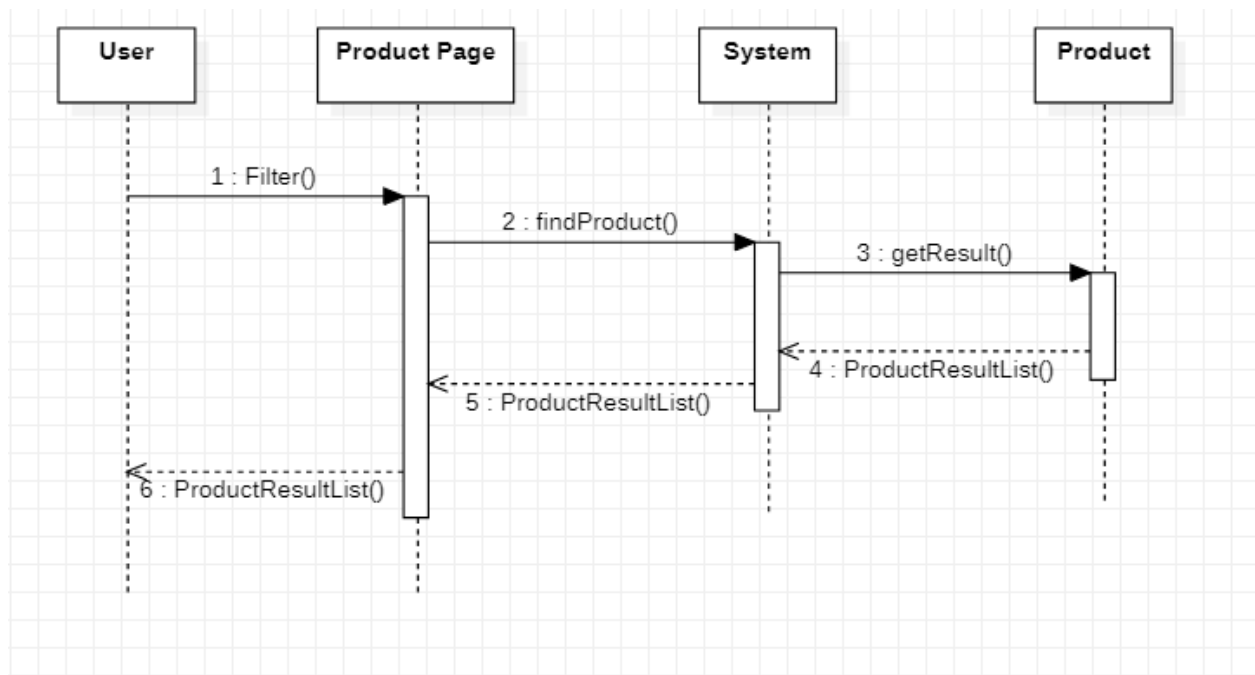 User
Product Page
System
Product
1 : Filter()
2 : findProduct()
3 : getResult()
4 : ProductResultList()
5 : ProductResultList()
6 : ProductResultList()